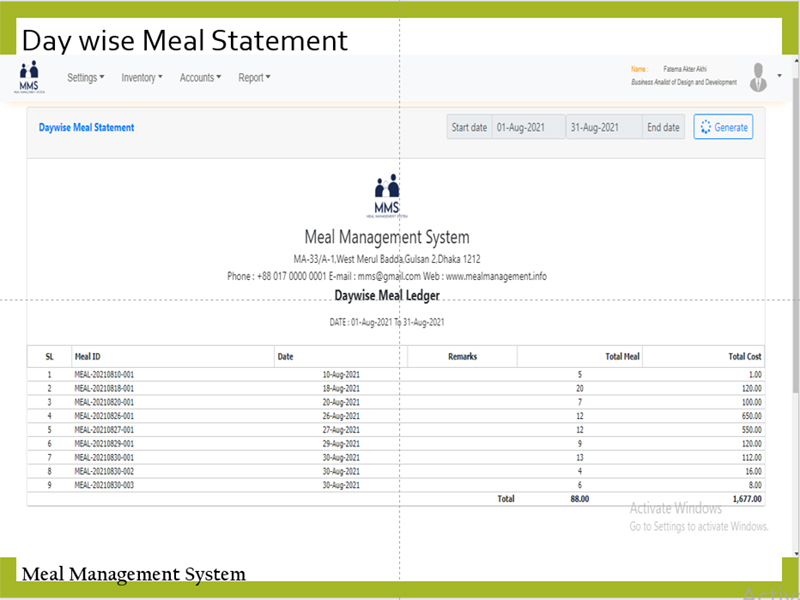 Day wise Meal Statement
MMS
MEAL MANAGEMENT SYSTEM
Settings Inventory Accounts Report
Name : Fatema Akter Akhi
Business Analist of Design and Development
Daywise Meal Statement
Start date 01-Aug-2021 31-Aug-2021 End date Generate
MMS
MEAL MANAGEMENT SYSTEM
Meal Management System
MA-33/A-1,West Merul Badda,Gulsan 2,Dhaka 1212
Phone : +88 017 0000 0001 E-mail : mms@gmail.com Web : www.mealmanagement.info
Daywise Meal Ledger
DATE : 01-Aug-2021 To 31-Aug-2021
SL Meal ID Date Remarks Total Meal Total Cost
1 MEAL-20210810-001 10-Aug-2021 5 1.00
2 MEAL-20210818-001 18-Aug-2021 20 120.00
3 MEAL-20210820-001 20-Aug-2021 7 100.00
4 MEAL-20210826-001 26-Aug-2021 12 650.00
5 MEAL-20210827-001 27-Aug-2021 12 550.00
6 MEAL-20210829-001 29-Aug-2021 9 120.00
7 MEAL-20210830-001 30-Aug-2021 13 112.00
8 MEAL-20210830-002 30-Aug-2021 4 16.00
9 MEAL-20210830-003 30-Aug-2021 6 8.00
Total 88.00 1,677.00
Activate Windows
Go to Settings to activate Windows.
Meal Management System